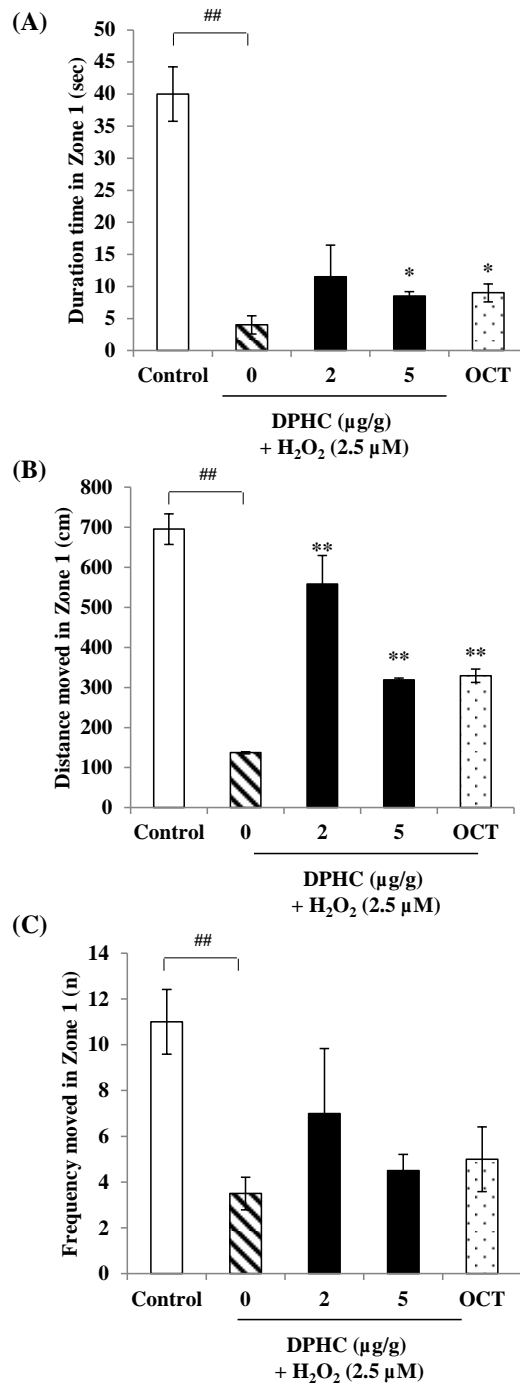 (A)
##
Duration time in Zone 1 (sec)
50
45
40
35
30
25
20
15
10
5
0
*
*
Control 0 2 5 OCT
DPHC (μg/g)
+ H₂O₂ (2.5 μM)
(B)
##
Distance moved in Zone 1 (cm)
800
700
600
500
400
300
200
100
0
**
**
**
Control 0 2 5 OCT
DPHC (μg/g)
+ H₂O₂ (2.5 μM)
(C)
##
Frequency moved in Zone 1 (n)
14
12
10
8
6
4
2
0
Control 0 2 5 OCT
DPHC (μg/g)
+ H₂O₂ (2.5 μM)